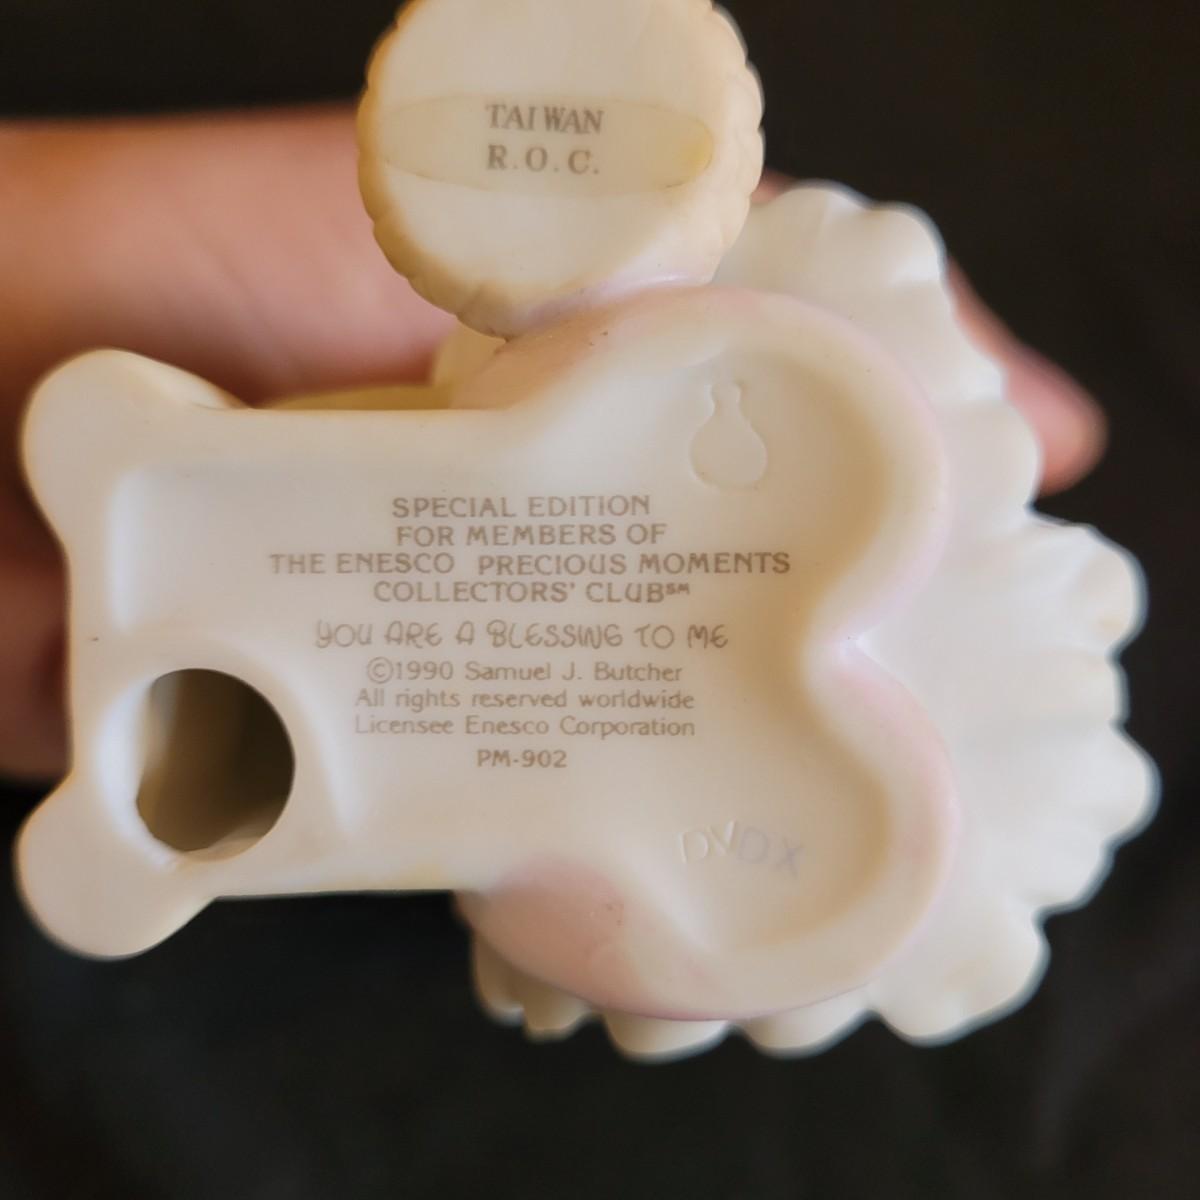 TAIWAN
R.O.C.
SPECIAL EDITION
FOR MEMBERS OF
THE ENESCO PRECIOUS MOMENTS
COLLECTORS' CLUB℠
YOU ARE A BLESSING TO ME
©1990 Samuel J. Butcher
All rights reserved worldwide
Licensee Enesco Corporation
PM-902